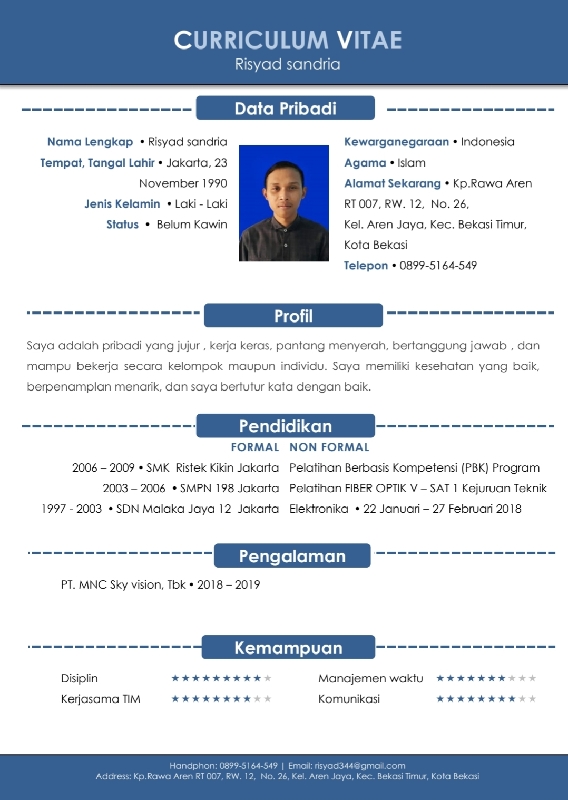 CURRICULUM VITAE
Risyad sandria
Data Pribadi
Nama Lengkap • Risyad sandria
Tempat, Tangal Lahir • Jakarta, 23
November 1990
Jenis Kelamin • Laki - Laki
Status • Belum Kawin
Kewarganegaraan • Indonesia
Agama • Islam
Alamat Sekarang • Kp.Rawa Aren
RT 007, RW. 12, No. 26,
Kel. Aren Jaya, Kec. Bekasi Timur,
Kota Bekasi
Telepon • 0899-5164-549
Profil
Saya adalah pribadi yang jujur , kerja keras, pantang menyerah, bertanggung jawab , dan
mampu bekerja secara kelompok maupun individu. Saya memiliki kesehatan yang baik,
berpenamplan menarik, dan saya bertutur kata dengan baik.
Pendidikan
FORMAL
2006 – 2009 • SMK Ristek Kikin Jakarta
2003 – 2006 • SMPN 198 Jakarta
1997 - 2003 • SDN Malaka Jaya 12 Jakarta
NON FORMAL
Pelatihan Berbasis Kompetensi (PBK) Program
Pelatihan FIBER OPTIK V – SAT 1 Kejuruan Teknik
Elektronika • 22 Januari – 27 Februari 2018
Pengalaman
PT. MNC Sky vision, Tbk • 2018 – 2019
Kemampuan
Disiplin ★★★★★★★★★★
Kerjasama TIM ★★★★★★★★★★
Manajemen waktu ★★★★★★★★★★
Komunikasi ★★★★★★★★★★
Handphon: 0899-5164-549 | Email: risyad344@gmail.com
Address: Kp.Rawa Aren RT 007, RW. 12, No. 26, Kel. Aren Jaya, Kec. Bekasi Timur, Kota Bekasi